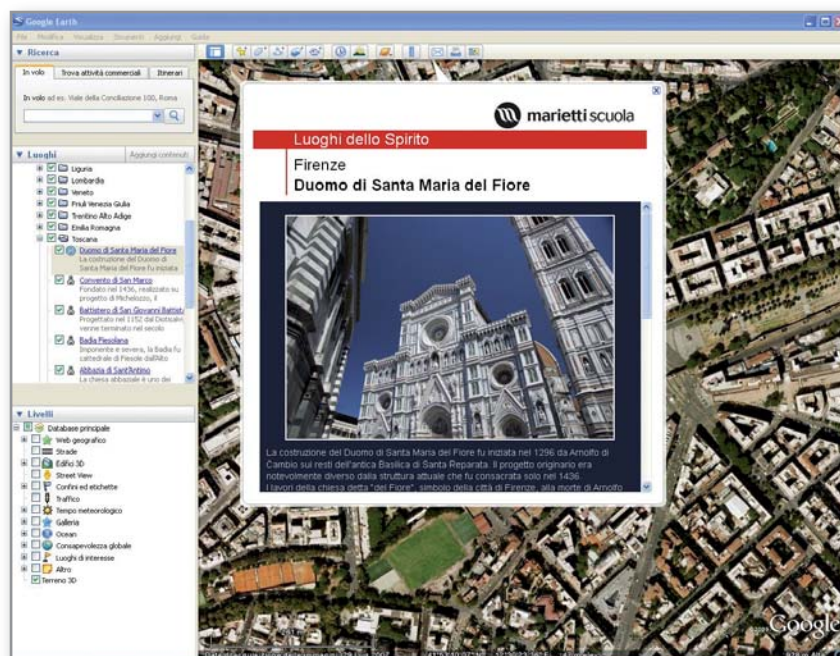 Google Earth
File Modifica Visualizza Strumenti Aggiungi Guida
Ricerca
In volo Trova attività commerciali Itinerari
In volo ad es. Viale della Conciliazione 100, Roma
Luoghi Aggiungi contenuti
Liguria
Lombardia
Veneto
Friuli Venezia Giulia
Trentino Alto Adige
Emilia Romagna
Toscana
Duomo di Santa Maria del Fiore
La costruzione del Duomo di
Santa Maria del Fiore fu iniziata
Convento di San Marco
Fondato nel 1436, realizzato su
progetto di Michelozzo, il
Battistero di San Giovanni Battista
Progettato nel 1152 dal Diotisalvi,
venne terminato nel secolo
Badia Fiesolana
Imponente e severa, la Badia fu
cattedrale di Fiesole dall'Alto
Abbazia di Sant'Antimo
La chiesa abbaziale è uno dei
Livelli
Database principale
Web geografico
Strade
Edifici 3D
Street View
Confini ed etichette
Traffico
Tempo meteorologico
Galleria
Ocean
Consapevolezza globale
Luoghi di interesse
Altro
Terreno 3D
marietti scuola
Luoghi dello Spirito
Firenze
Duomo di Santa Maria del Fiore
La costruzione del Duomo di Santa Maria del Fiore fu iniziata nel 1296 da Arnolfo di
Cambio sui resti dell'antica Basilica di Santa Reparata. Il progetto originario era
notevolmente diverso dalla struttura attuale che fu consacrata solo nel 1436.
I lavori della chiesa detta "del Fiore", simbolo della città di Firenze, alla morte di Arnolfo
©2009 Google